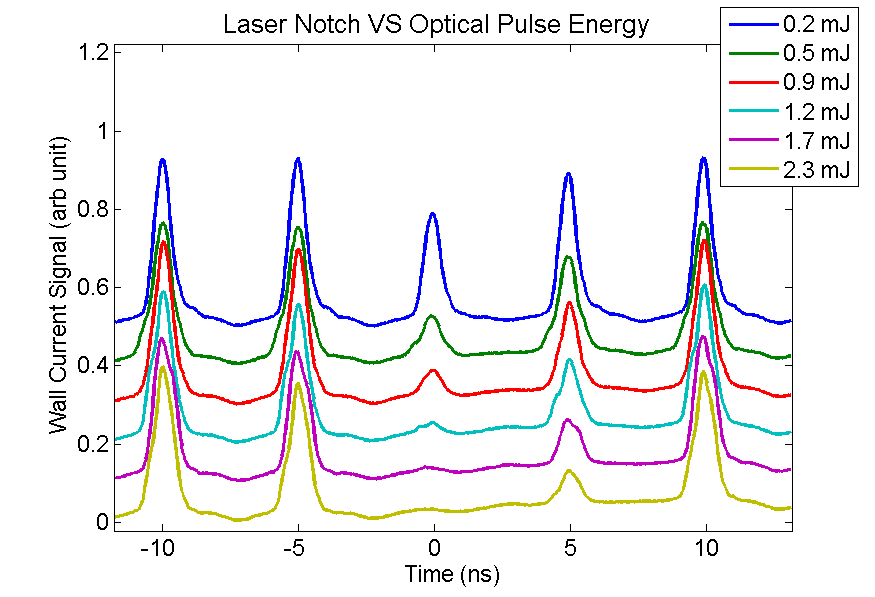 Laser Notch VS Optical Pulse Energy
0.2 mJ
0.5 mJ
0.9 mJ
1.2 mJ
1.7 mJ
2.3 mJ
1.2
1
0.8
0.6
0.4
0.2
0
Wall Current Signal (arb unit)
-10
-5
0
5
10
Time (ns)